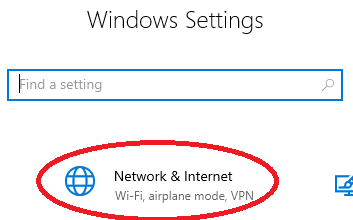 Windows Settings
Find a setting
Network & Internet
Wi-Fi, airplane mode, VPN